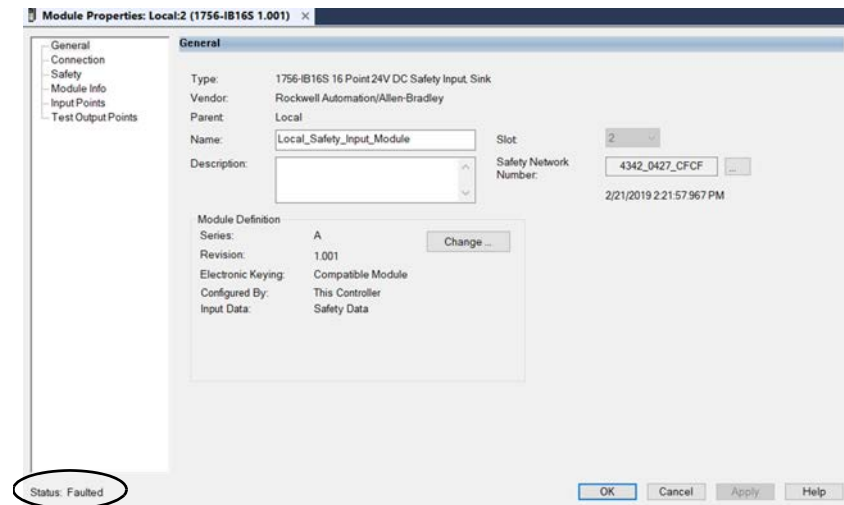 Module Properties: Local:2 (1756-IB16S 1.001) ×
General
Connection
Safety
Module Info
Input Points
Test Output Points
General
Type: 1756-IB16S 16 Point 24V DC Safety Input, Sink
Vendor: Rockwell Automation/Allen-Bradley
Parent: Local
Name: Local_Safety_Input_Module Slot: 2
Description: Safety Network Number: 4342_0427_CFCF ...
2/21/2019 2:21:57.967 PM
Module Definition
Series: A Change ...
Revision: 1.001
Electronic Keying: Compatible Module
Configured By: This Controller
Input Data: Safety Data
Status: Faulted OK Cancel Apply Help